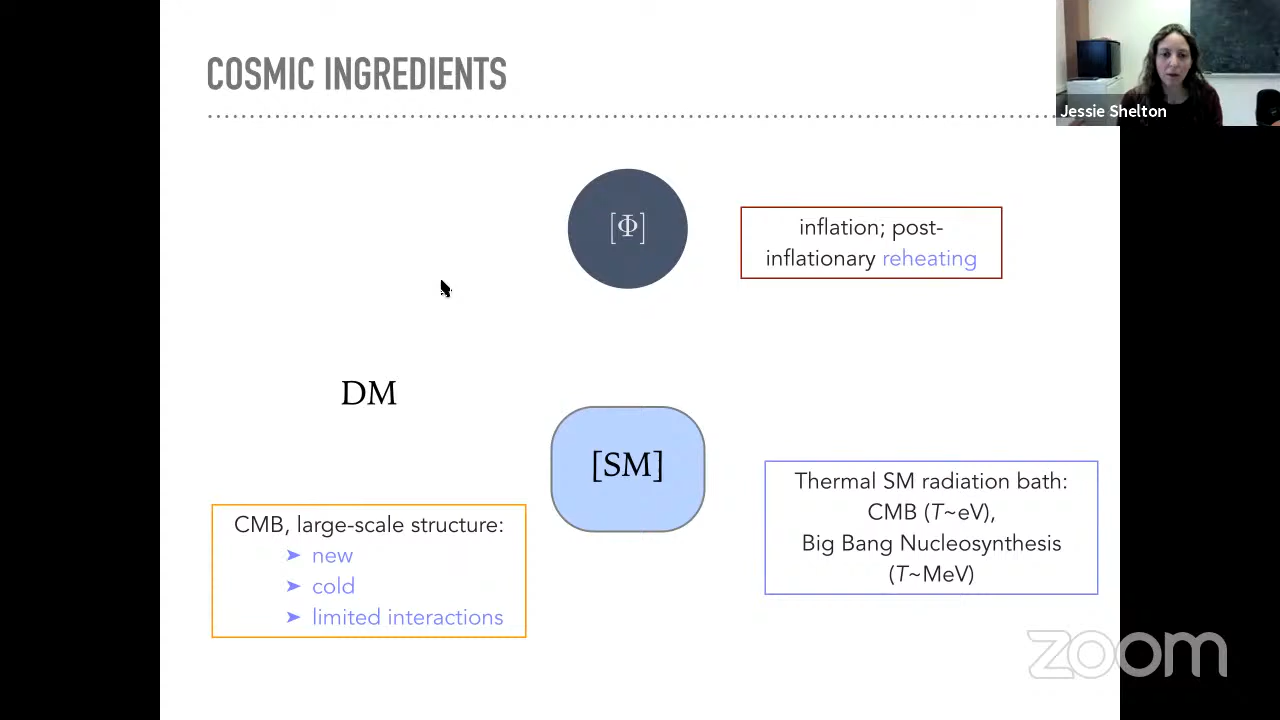 COSMIC INGREDIENTS
Jessie Shelton
[Φ]
inflation; post-
inflationary reheating
DM
[SM]
CMB, large-scale structure:
➤ new
➤ cold
➤ limited interactions
Thermal SM radiation bath:
CMB (T~eV),
Big Bang Nucleosynthesis
(T~MeV)
zoom